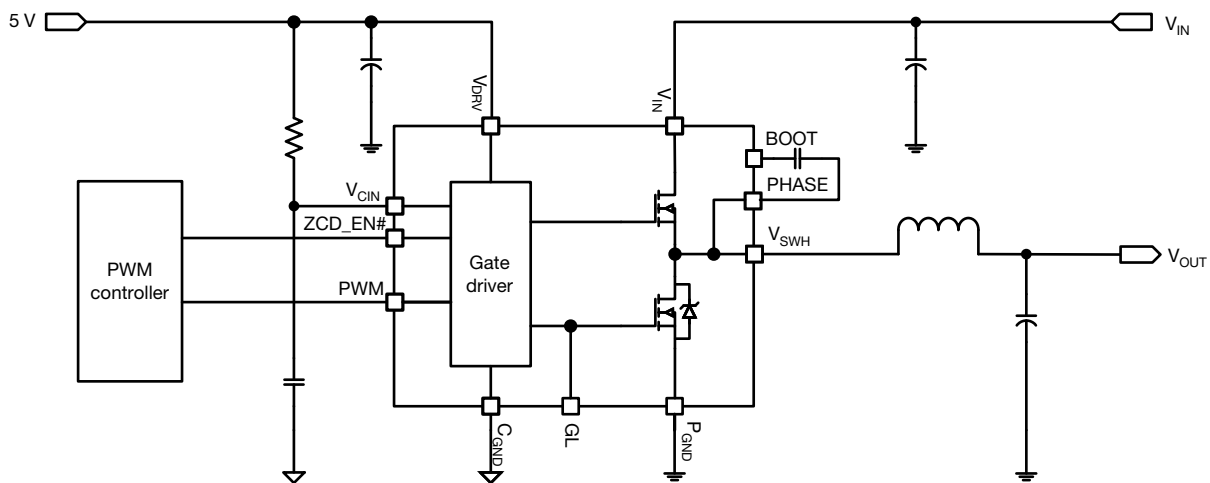 5 V
V_IN
V_DRV
V_IN
BOOT
PHASE
V_CIN
ZCD_EN#
V_SWH
PWM
controller
Gate
driver
V_OUT
PWM
C_GND
GL
P_GND